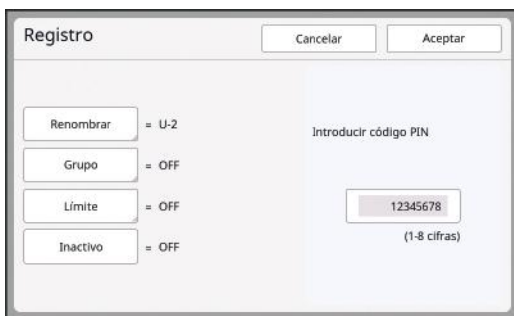 Registro
Cancelar
Aceptar
Renombrar = U-2
Introducir código PIN
Grupo = OFF
Límite = OFF
12345678
(1-8 cifras)
Inactivo = OFF